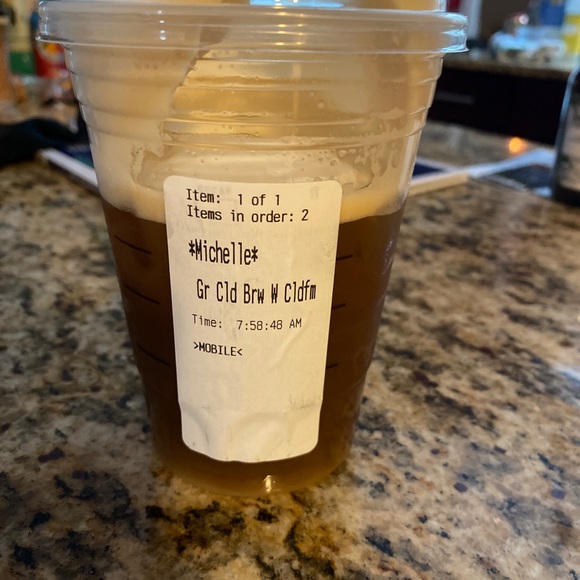 Item: 1 of 1
Items in order: 2
*Michelle*
Gr Cld Brw W Cldfm
Time: 7:58:48 AM
>MOBILE<